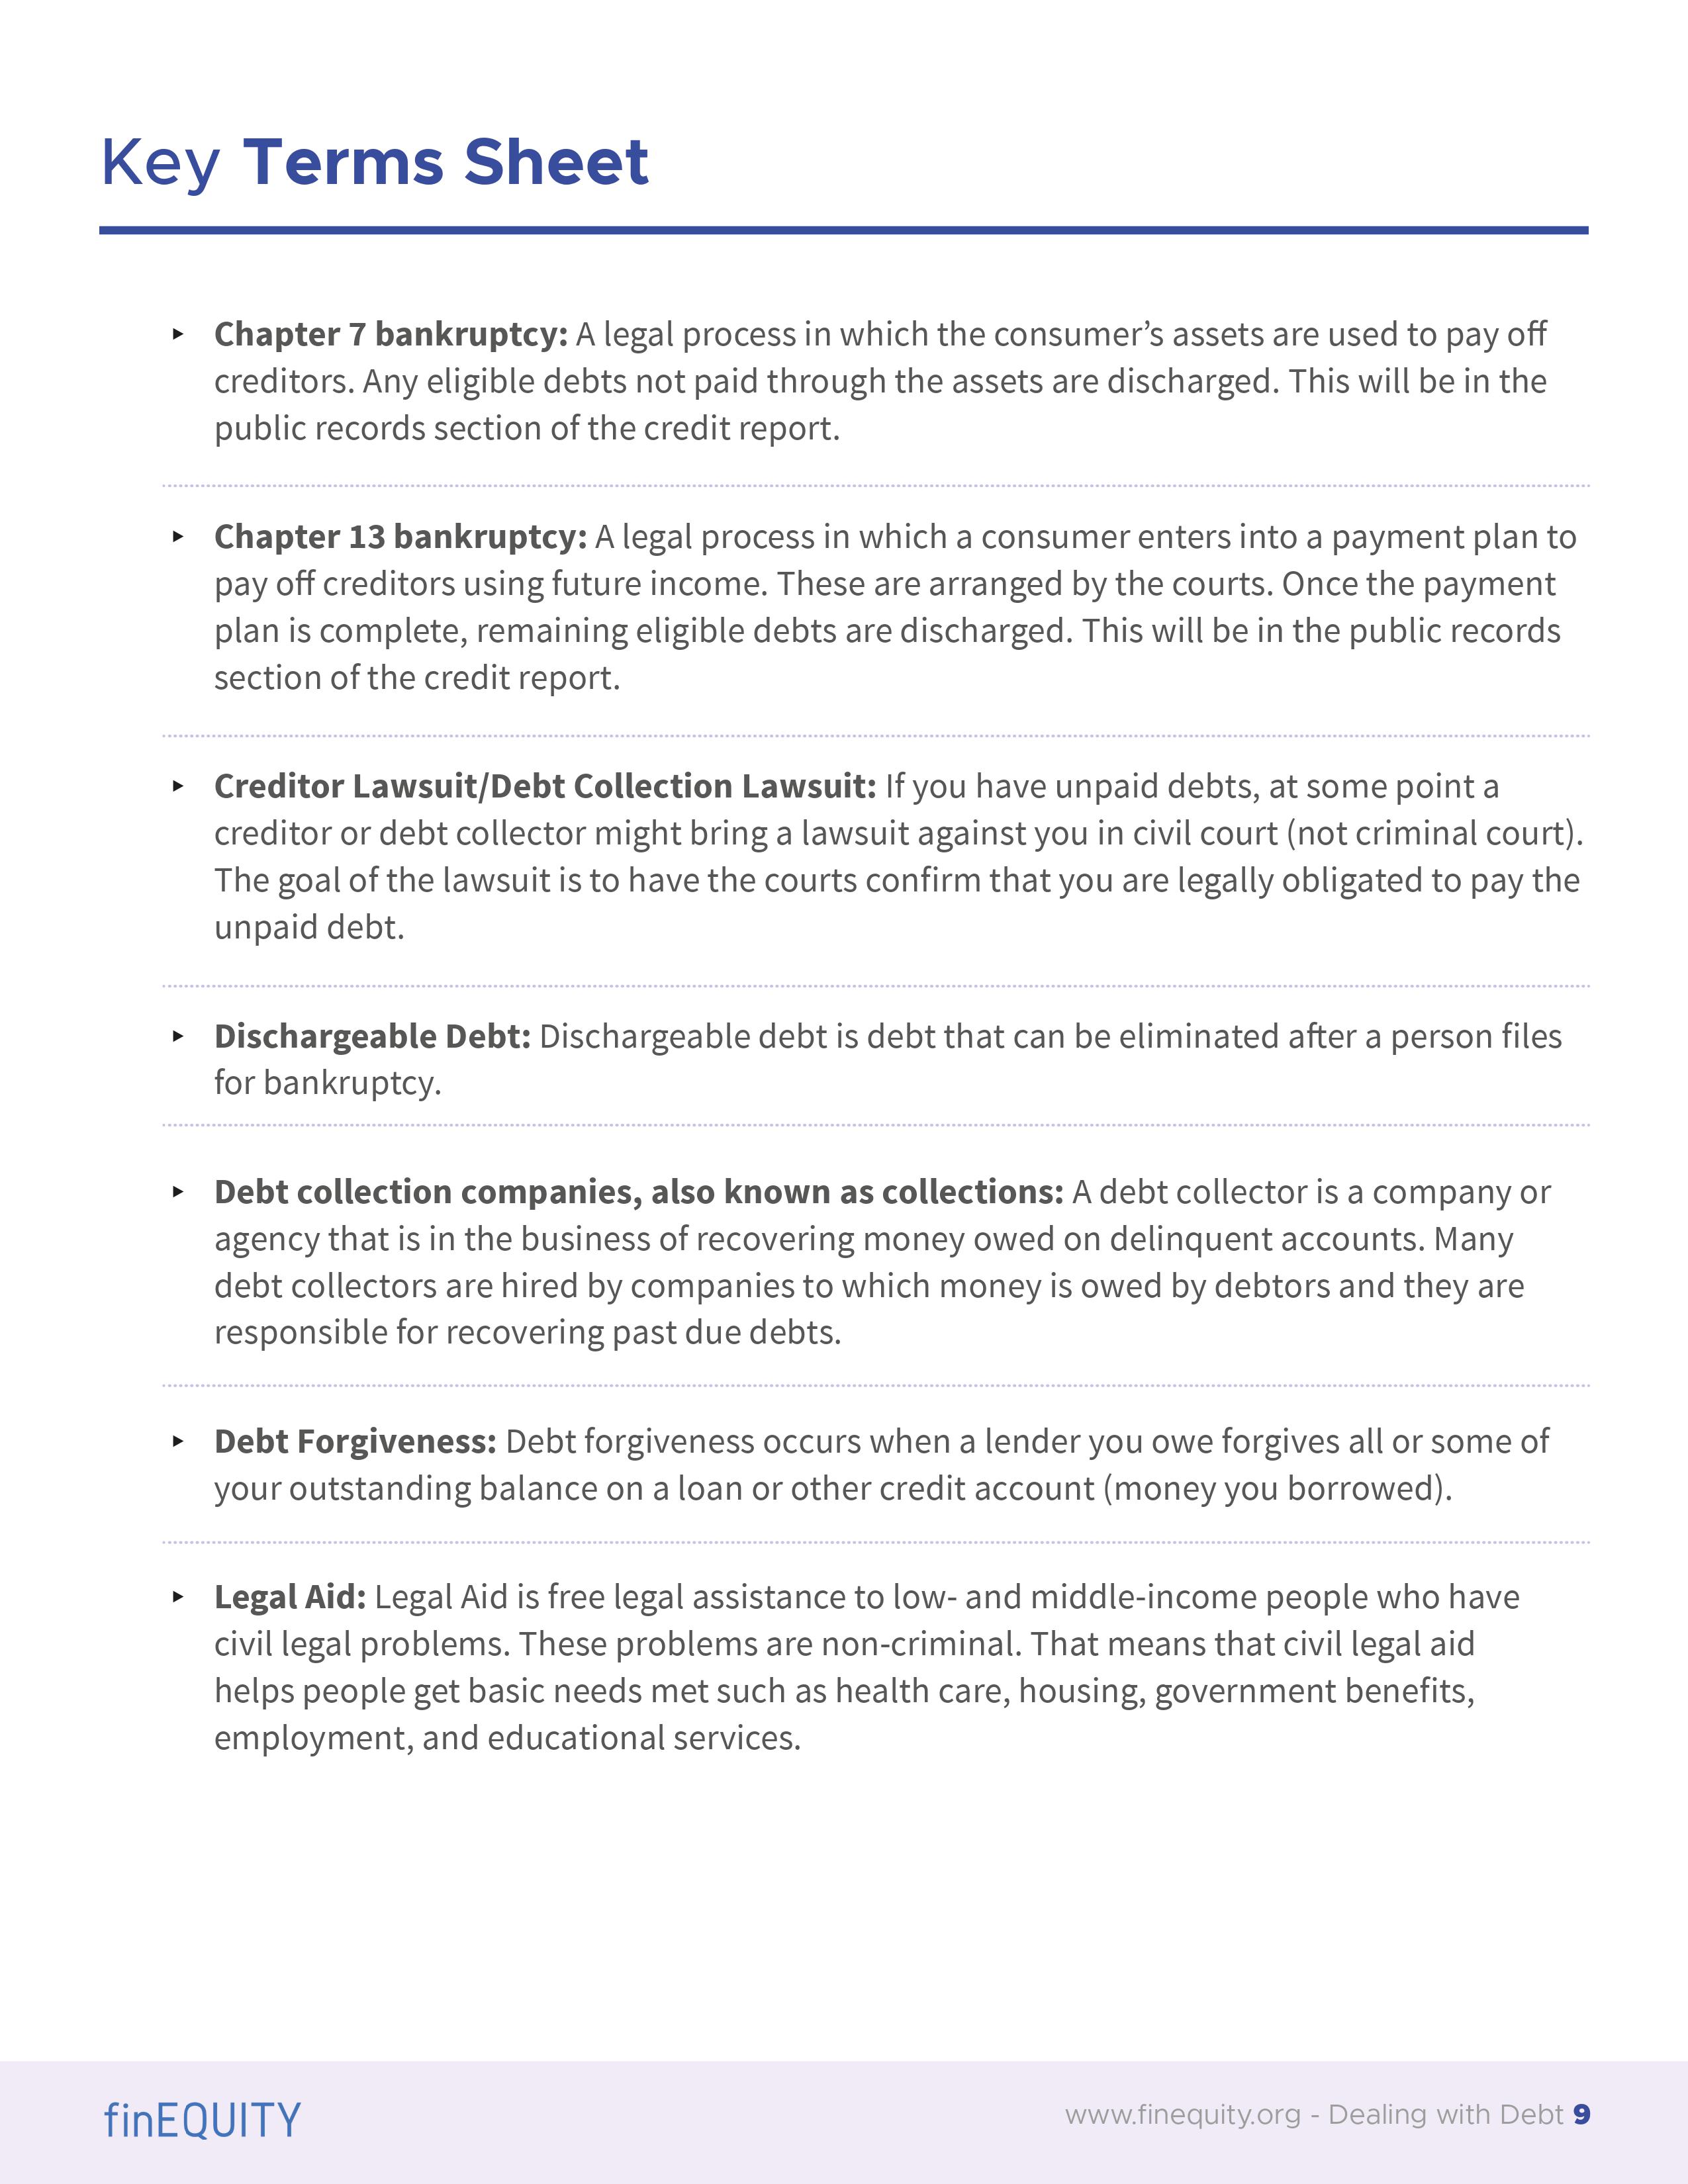 Key Terms Sheet
▸ Chapter 7 bankruptcy: A legal process in which the consumer’s assets are used to pay off
creditors. Any eligible debts not paid through the assets are discharged. This will be in the
public records section of the credit report.
▸ Chapter 13 bankruptcy: A legal process in which a consumer enters into a payment plan to
pay off creditors using future income. These are arranged by the courts. Once the payment
plan is complete, remaining eligible debts are discharged. This will be in the public records
section of the credit report.
▸ Creditor Lawsuit/Debt Collection Lawsuit: If you have unpaid debts, at some point a
creditor or debt collector might bring a lawsuit against you in civil court (not criminal court).
The goal of the lawsuit is to have the courts confirm that you are legally obligated to pay the
unpaid debt.
▸ Dischargeable Debt: Dischargeable debt is debt that can be eliminated after a person files
for bankruptcy.
▸ Debt collection companies, also known as collections: A debt collector is a company or
agency that is in the business of recovering money owed on delinquent accounts. Many
debt collectors are hired by companies to which money is owed by debtors and they are
responsible for recovering past due debts.
▸ Debt Forgiveness: Debt forgiveness occurs when a lender you owe forgives all or some of
your outstanding balance on a loan or other credit account (money you borrowed).
▸ Legal Aid: Legal Aid is free legal assistance to low- and middle-income people who have
civil legal problems. These problems are non-criminal. That means that civil legal aid
helps people get basic needs met such as health care, housing, government benefits,
employment, and educational services.
finEQUITY
www.finequity.org - Dealing with Debt 9